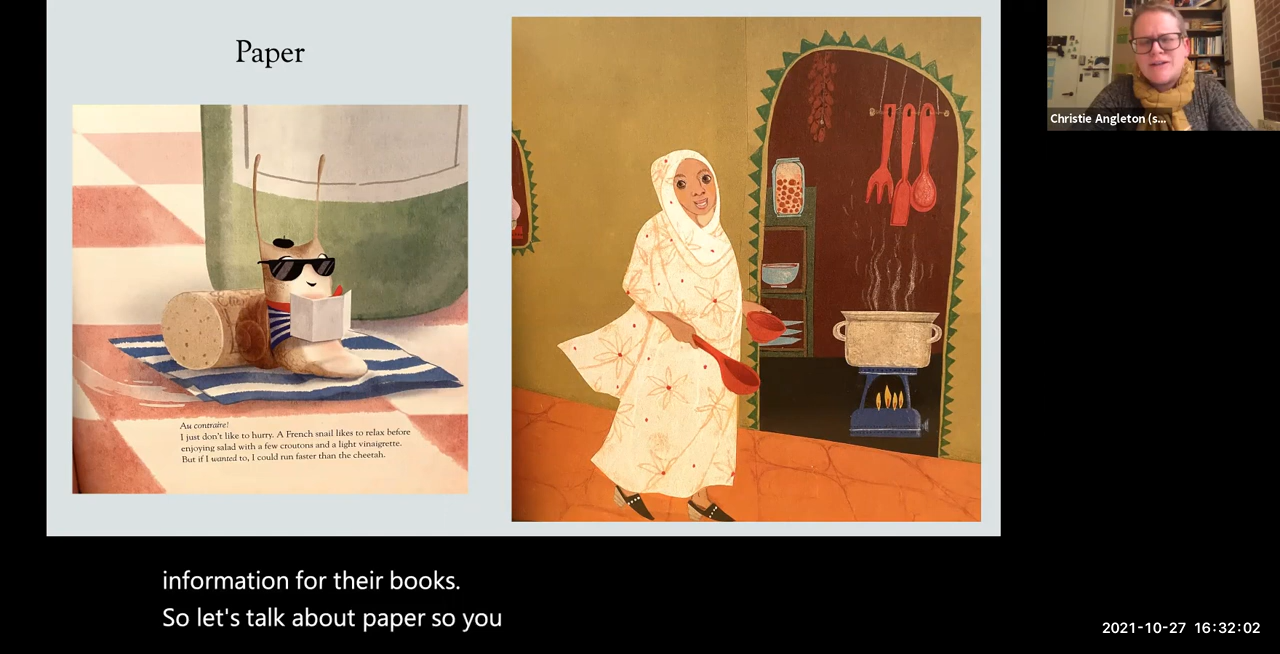 Paper
Au contraire!
I just don't like to hurry. A French snail likes to relax before
enjoying salad with a few croutons and a light vinaigrette.
But if I wanted to, I could run faster than the cheetah.
Christie Angleton (s...
information for their books.
So let's talk about paper so you
2021-10-27 16:32:02